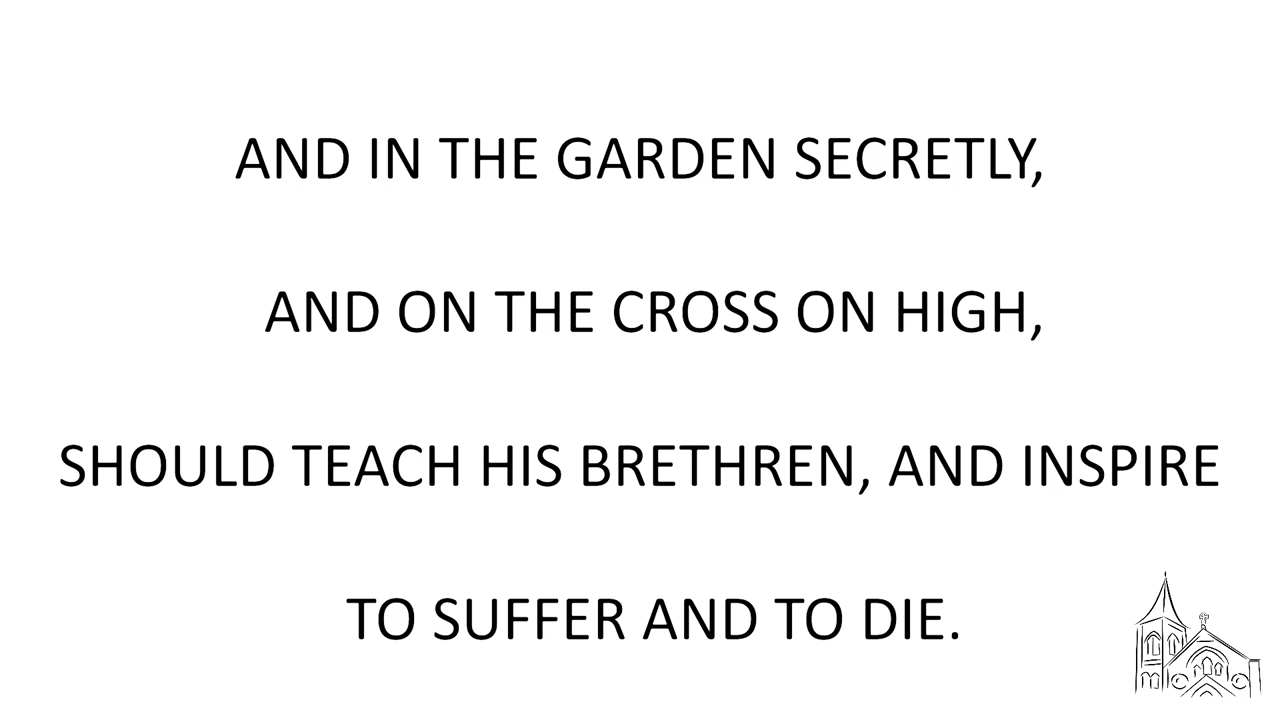 AND IN THE GARDEN SECRETLY,
AND ON THE CROSS ON HIGH,
SHOULD TEACH HIS BRETHREN, AND INSPIRE
TO SUFFER AND TO DIE.